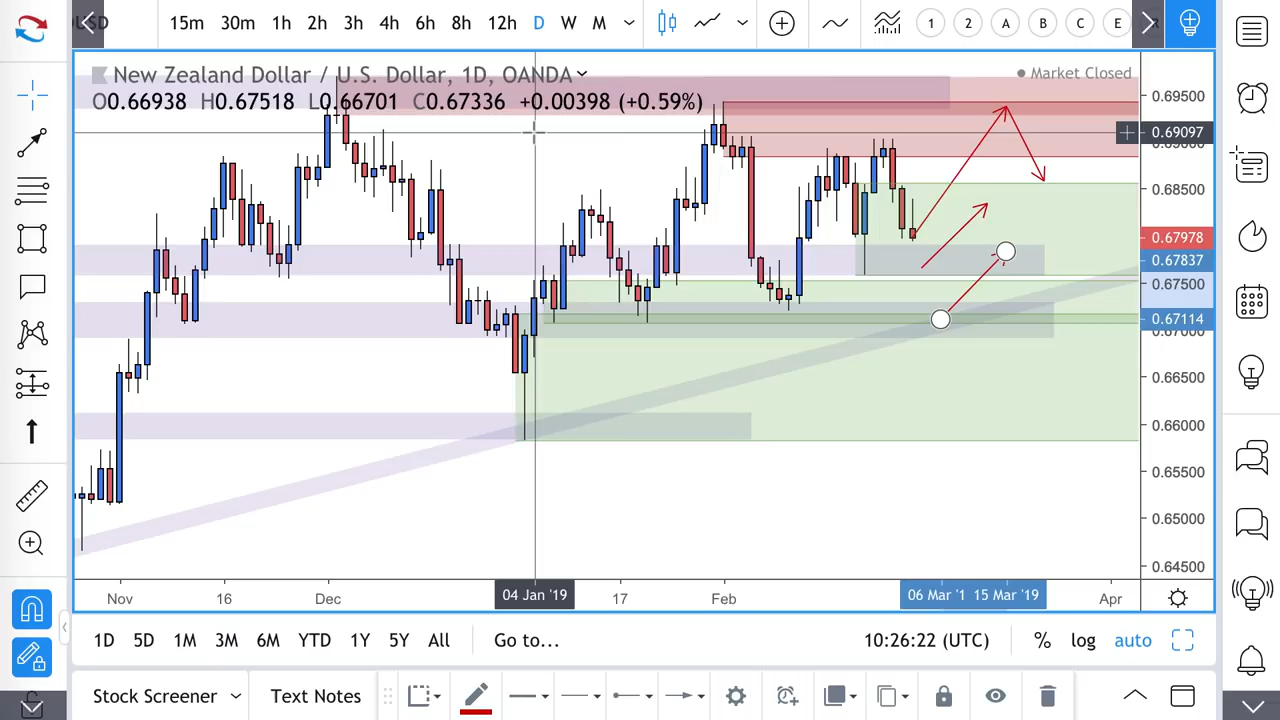 15m 30m 1h 2h 3h 4h 6h 8h 12h D W M 1 2 A B C E
New Zealand Dollar / U.S. Dollar, 1D, OANDA
Market Closed
O0.66938 H0.67518 L0.66701 C0.67336 +0.00398 (+0.59%)
0.69500
0.69097
0.68500
0.67978
0.67837
0.67500
0.67114
0.67000
0.66500
0.66000
0.65500
0.65000
0.64500
Nov 16 Dec 04 Jan '19 17 Feb 06 Mar '1 15 Mar '19 Apr
1D 5D 1M 3M 6M YTD 1Y 5Y All Go to... 10:26:22 (UTC) % log auto
Stock Screener Text Notes